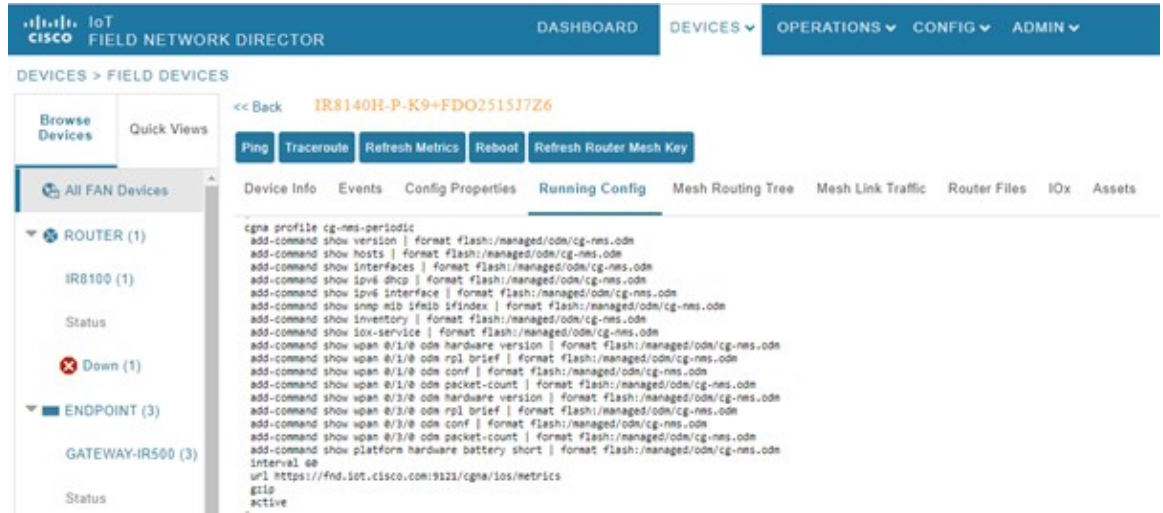 IoT
CISCO FIELD NETWORK DIRECTOR
DASHBOARD DEVICES OPERATIONS CONFIG ADMIN
DEVICES > FIELD DEVICES
Browse Devices
Quick Views
All FAN Devices
ROUTER (1)
IR8100 (1)
Status
Down (1)
ENDPOINT (3)
GATEWAY-IR500 (3)
Status
<< Back IR8140H-P-K9+FDO2515J7Z6
Ping Traceroute Refresh Metrics Reboot Refresh Router Mesh Key
Device Info Events Config Properties Running Config Mesh Routing Tree Mesh Link Traffic Router Files IOx Assets
cgna profile cg-nms-periodic
add-command show version | format flash:/managed/odm/cg-nms.odm
add-command show hosts | format flash:/managed/odm/cg-nms.odm
add-command show interfaces | format flash:/managed/odm/cg-nms.odm
add-command show ipv6 dhcp | format flash:/managed/odm/cg-nms.odm
add-command show ipv6 interface | format flash:/managed/odm/cg-nms.odm
add-command show snmp mib ifmib ifindex | format flash:/managed/odm/cg-nms.odm
add-command show inventory | format flash:/managed/odm/cg-nms.odm
add-command show iox-service | format flash:/managed/odm/cg-nms.odm
add-command show wpan 0/1/0 odm hardware version | format flash:/managed/odm/cg-nms.odm
add-command show wpan 0/1/0 odm rpl brief | format flash:/managed/odm/cg-nms.odm
add-command show wpan 0/1/0 odm conf | format flash:/managed/odm/cg-nms.odm
add-command show wpan 0/1/0 odm packet-count | format flash:/managed/odm/cg-nms.odm
add-command show wpan 0/3/0 odm hardware version | format flash:/managed/odm/cg-nms.odm
add-command show wpan 0/3/0 odm rpl brief | format flash:/managed/odm/cg-nms.odm
add-command show wpan 0/3/0 odm conf | format flash:/managed/odm/cg-nms.odm
add-command show wpan 0/3/0 odm packet-count | format flash:/managed/odm/cg-nms.odm
add-command show platform hardware battery short | format flash:/managed/odm/cg-nms.odm
interval 60
url https://fnd.iot.cisco.com:9121/cgna/ios/metrics
gzip
active